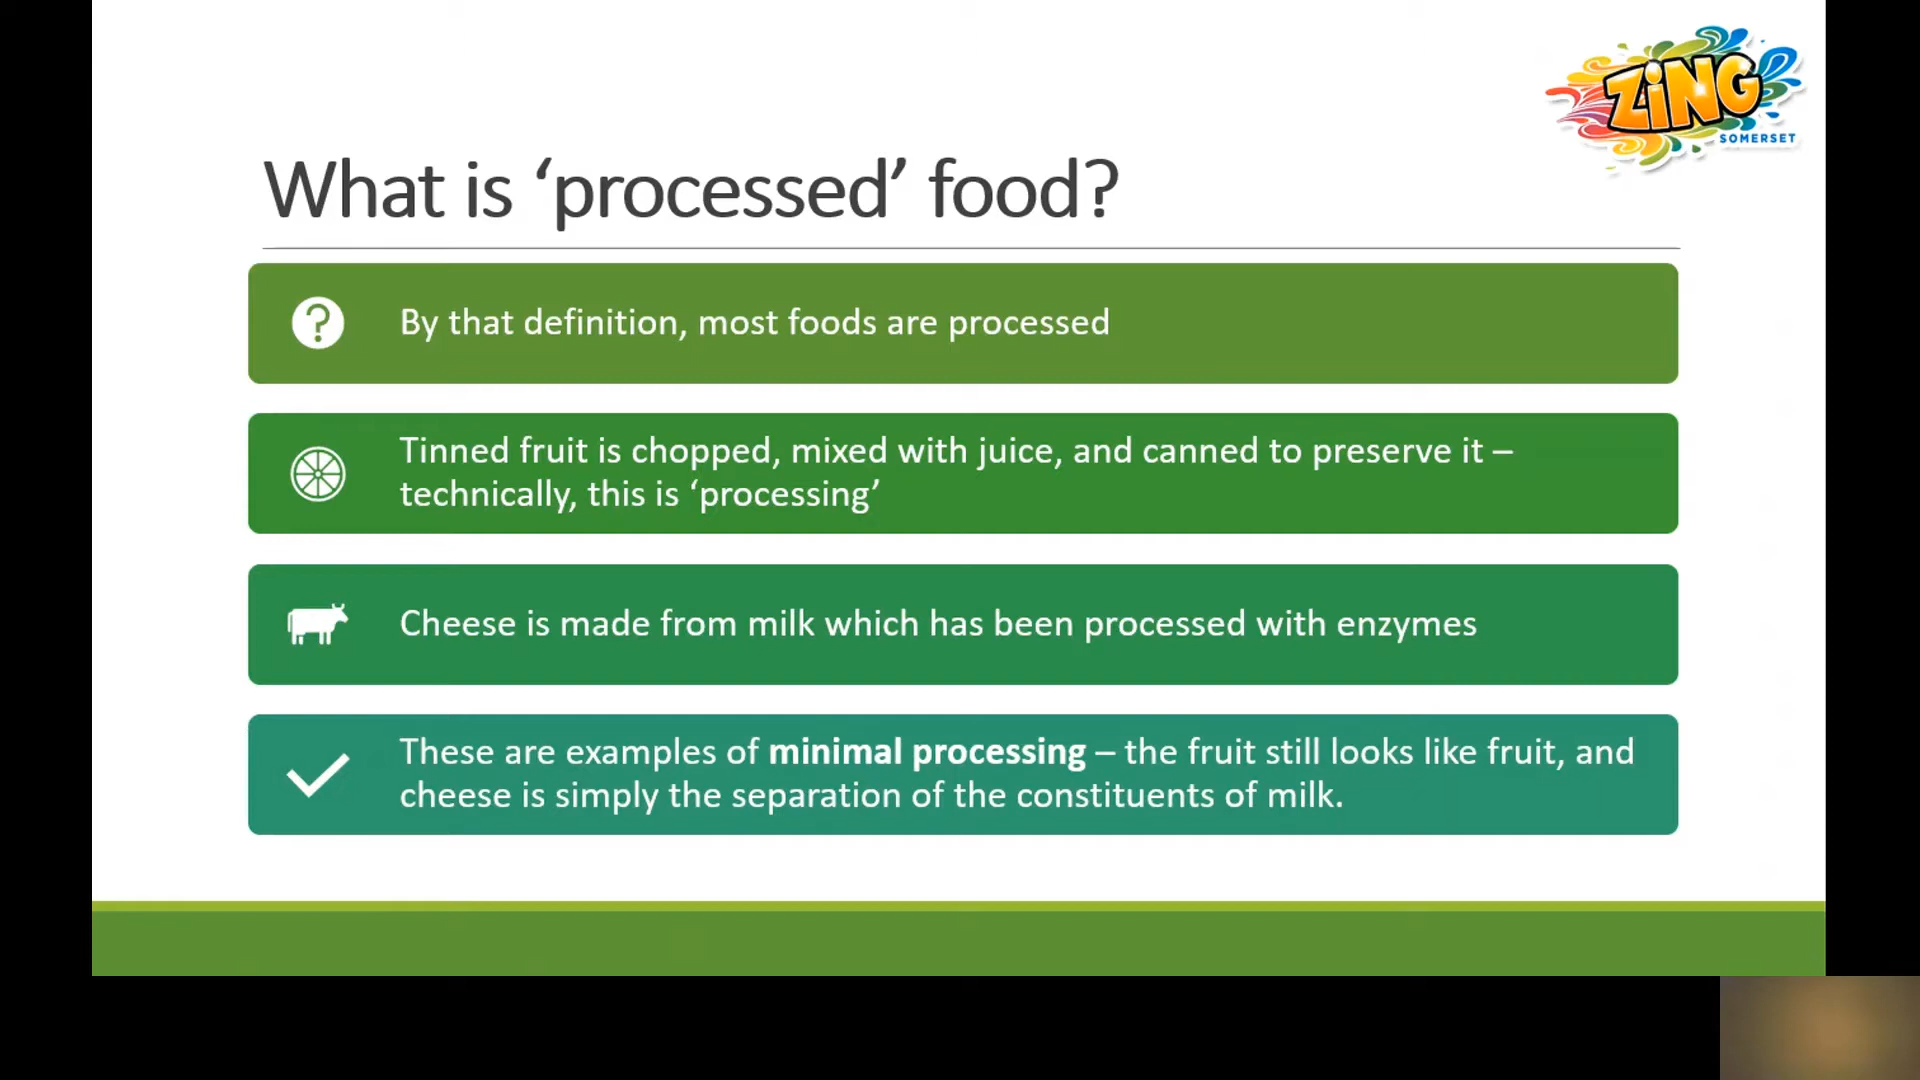 ZiNG
SOMERSET
What is ‘processed’ food?
By that definition, most foods are processed
Tinned fruit is chopped, mixed with juice, and canned to preserve it –
technically, this is ‘processing’
Cheese is made from milk which has been processed with enzymes
These are examples of minimal processing – the fruit still looks like fruit, and
cheese is simply the separation of the constituents of milk.